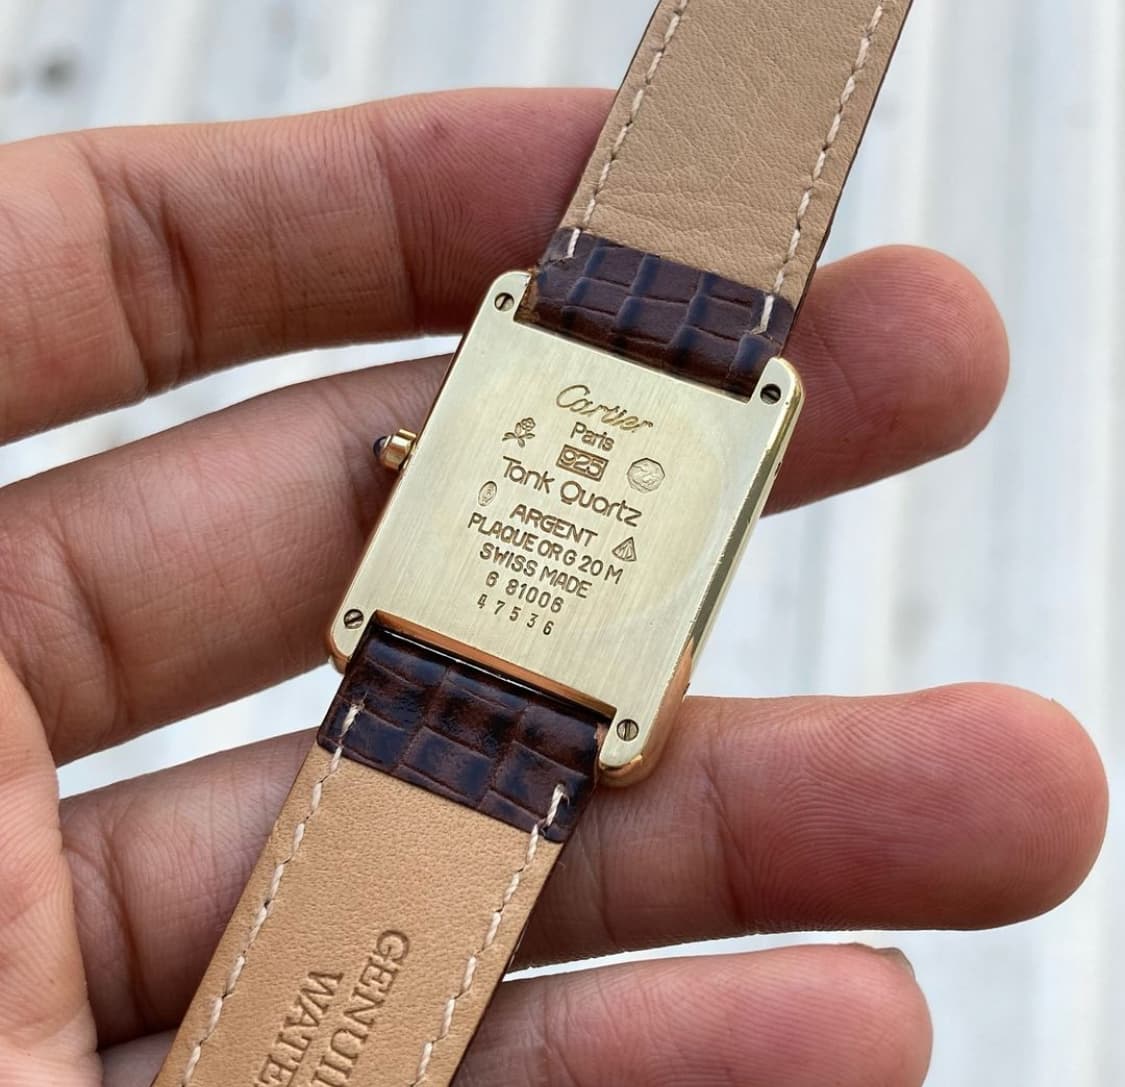 Cartier
Paris
925
Tank Quartz
ARGENT
PLAQUE OR G 20 M
SWISS MADE
6 81006
47536
GENUI
WATE